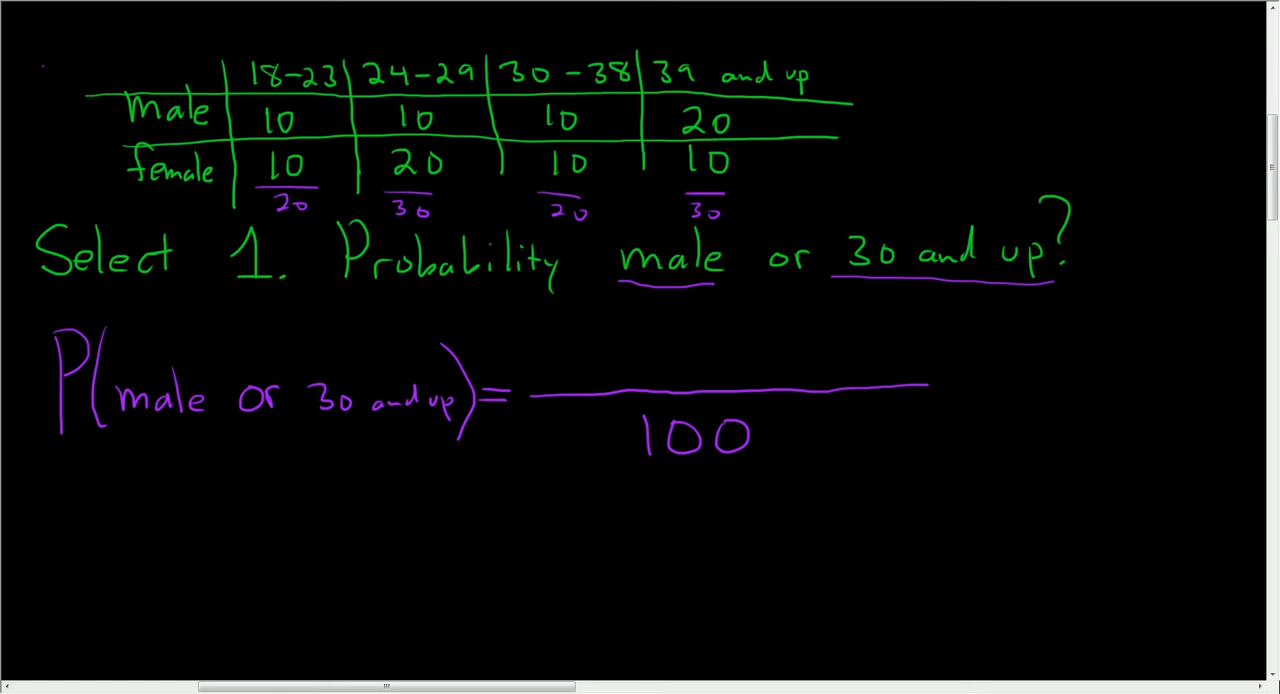 18-23 24-29 30-38 39 and up
male 10 10 10 20
female 10 20 10 10
20 30 20 30
Select 1. Probability male or 30 and up?
P(male or 30 and up) =
100